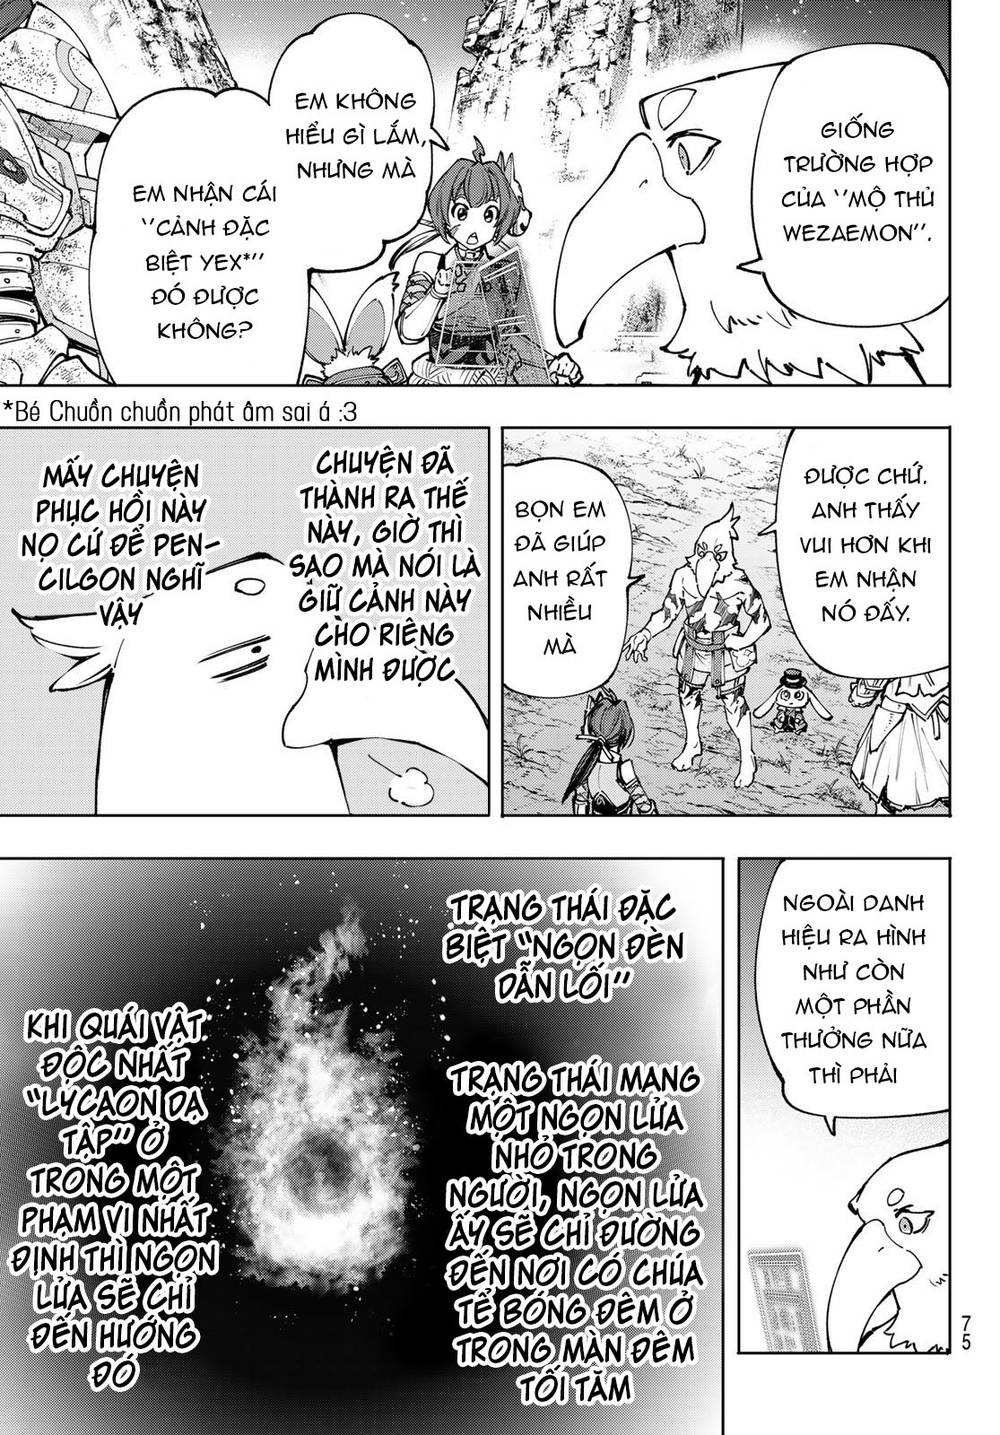 GIỐNG
TRƯỜNG HỢP
CỦA "MỘ THỦ
WEZAEMON".
EM KHÔNG
HIỂU GÌ LẮM,
NHƯNG MÀ
EM NHẬN CÁI
"CẢNH ĐẶC
BIỆT YEX*"
ĐÓ ĐƯỢC
KHÔNG?
*Bé Chuồn chuồn phát âm sai á :3
ĐƯỢC CHỨ.
ANH THẤY
VUI HƠN KHI
EM NHẬN
NÓ ĐẤY.
BỌN EM
ĐÃ GIÚP
ANH RẤT
NHIỀU
MÀ
CHUYỆN ĐÃ
THÀNH RA THẾ
NÀY, GIỜ THÌ
SAO MÀ NÓI LÀ
GIỮ CẢNH NÀY
CHO RIÊNG
MÌNH ĐƯỢC
MẤY CHUYỆN
PHỤC HỒI NÀY
NỌ CỨ ĐỂ PEN-
CILGON NGHĨ
VẬY
NGOÀI DANH
HIỆU RA HÌNH
NHƯ CÒN
MỘT PHẦN
THƯỞNG NỮA
THÌ PHẢI
TRẠNG THÁI ĐẶC
BIỆT "NGỌN ĐÈN
DẪN LỐI"
TRẠNG THÁI MANG
MỘT NGỌN LỬA
NHỎ TRONG
NGƯỜI, NGỌN LỬA
ẤY SẼ CHỈ ĐƯỜNG
ĐẾN NƠI CÓ CHÚA
TỂ BÓNG ĐÊM Ở
TRONG MÀN ĐÊM
TỐI TĂM
KHI QUÁI VẬT
ĐỘC NHẤT
"LYCAON DẠ
TẬP" Ở
TRONG MỘT
PHẠM VI NHẤT
ĐỊNH THÌ NGỌN
LỬA SẼ CHỈ
ĐẾN HƯỚNG
ĐÓ
75